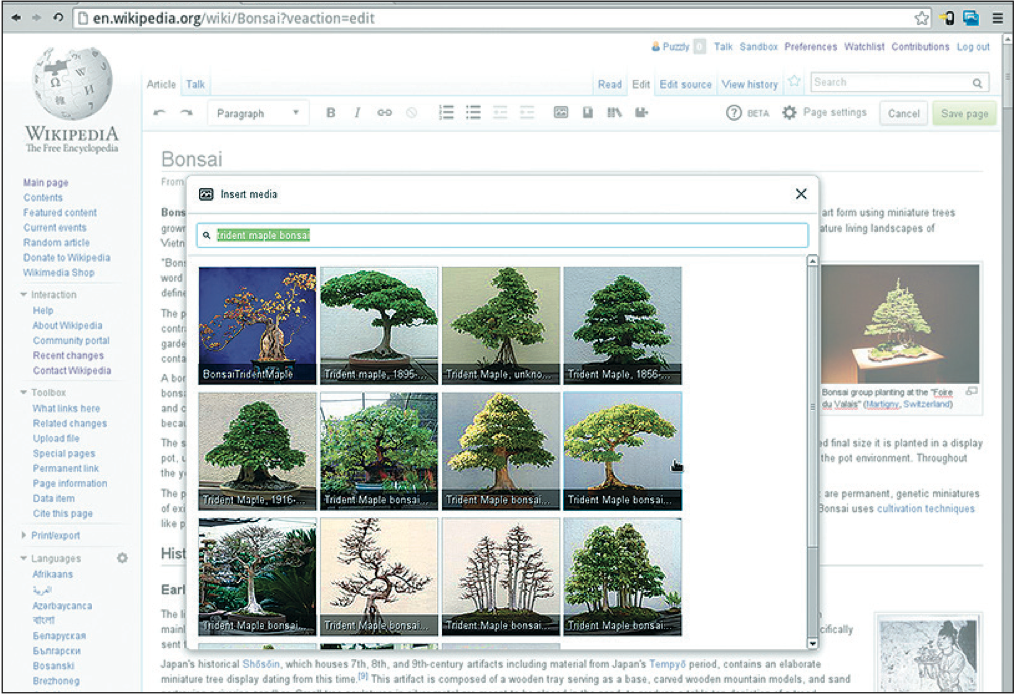 en.wikipedia.org/wiki/Bonsai?veaction=edit
Puzzly 0 Talk Sandbox Preferences Watchlist Contributions Log out
Article Talk
Read Edit Edit source View history
Search
Paragraph
B I
BETA
Page settings
Cancel
Save page
WIKIPEDIA
The Free Encyclopedia
Main page
Contents
Featured content
Current events
Random article
Donate to Wikipedia
Wikimedia Shop
Interaction
Help
About Wikipedia
Community portal
Recent changes
Contact Wikipedia
Toolbox
What links here
Related changes
Upload file
Special pages
Permanent link
Page information
Data item
Cite this page
Print/export
Languages
Afrikaans
العربية
Azərbaycanca
বাংলা
Беларуская
Български
Bosanski
Brezhoneg
Bonsai
From
Bons
grown
Vietn
"Bons
word
define
The p
contra
garde
conta
A bon
bonsa
and c
becau
The s
pot, u
the ye
The p
of exi
like p
Hist
Earl
The li
mainl
sent t
Insert media
trident maple bonsai
BonsaiTridentMaple
Trident maple, 1895-...
Trident Maple, unkno...
Trident Maple, 1856-...
Trident Maple, 1916-...
Trident Maple bonsai...
Trident Maple bonsai...
Trident Maple bonsai...
Trident Maple bonsai...
Trident Maple bonsai...
Trident Maple bonsai...
Trident Maple bonsai...
art form using miniature trees
ature living landscapes of
Bonsai group planting at the "Foire
du Valais" (Martigny, Switzerland)
ed final size it is planted in a display
the pot environment. Throughout
are permanent, genetic miniatures
Bonsai uses cultivation techniques
cifically
Japan's historical Shōsōin, which houses 7th, 8th, and 9th-century artifacts including material from Japan's Tempyō period, contains an elaborate
miniature tree display dating from this time.[9] This artifact is composed of a wooden tray serving as a base, carved wooden mountain models, and sand